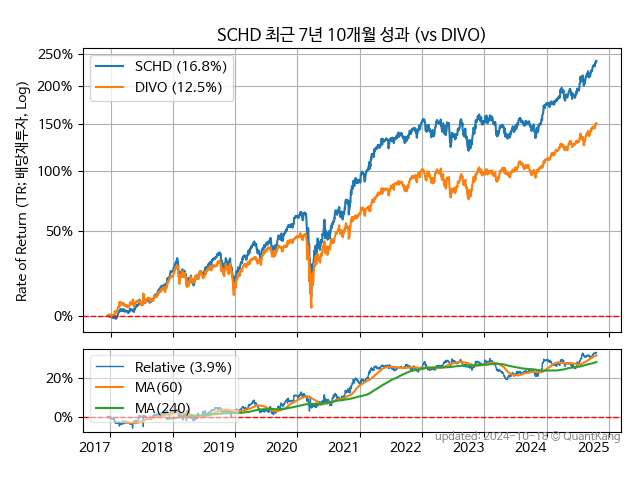 SCHD 최근 7년 10개월 성과 (vs DIVO)
Rate of Return (TR: 배당재투자, Log)
250%
200%
150%
100%
50%
0%
SCHD (16.8%)
DIVO (12.5%)
20%
0%
Relative (3.9%)
MA(60)
MA(240)
2017 2018 2019 2020 2021 2022 2023 2024 2025
updated: 2024-10-18 © QuantKang